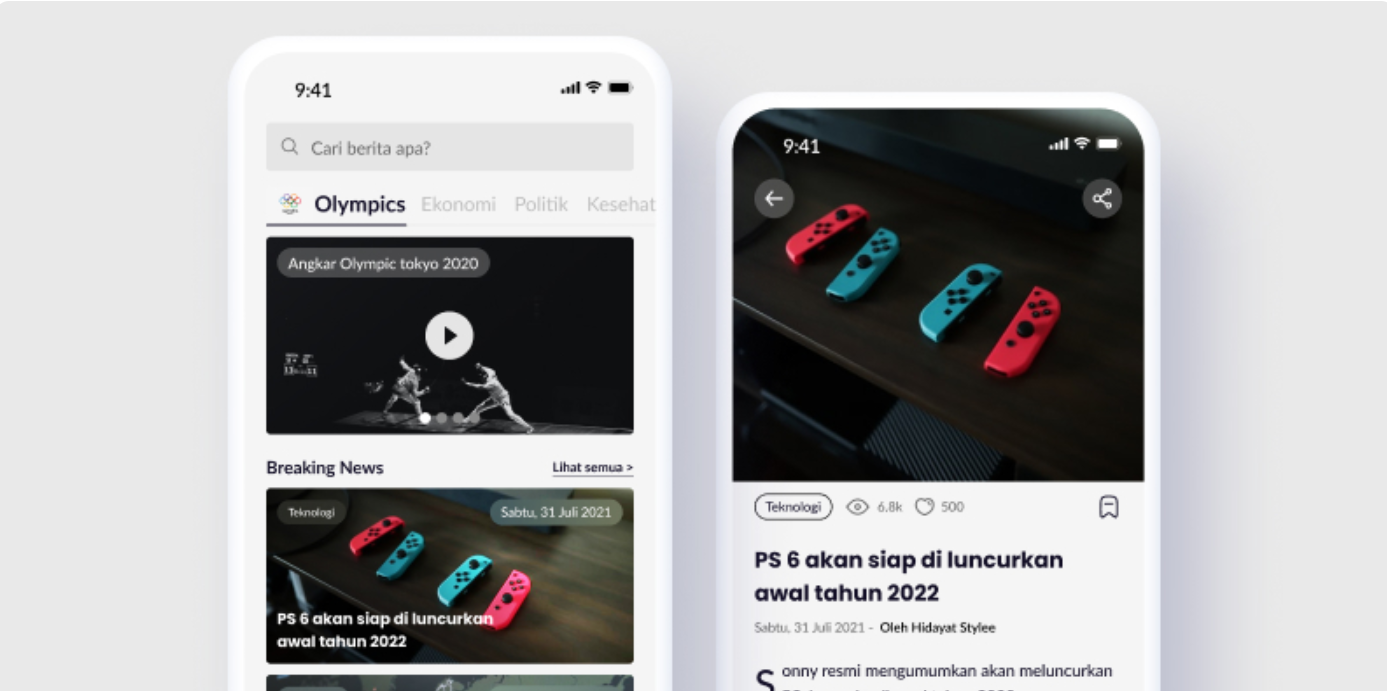 9:41
Cari berita apa?
Olympics Ekonomi Politik Kesehat
Angkar Olympic tokyo 2020
Breaking News Lihat semua >
Teknologi Sabtu, 31 Juli 2021
PS 6 akan siap di luncurkan
awal tahun 2022
9:41
Teknologi 6.8k 500
PS 6 akan siap di luncurkan
awal tahun 2022
Sabtu, 31 Juli 2021 - Oleh Hidayat Stylee
Sonny resmi mengumumkan akan meluncurkan